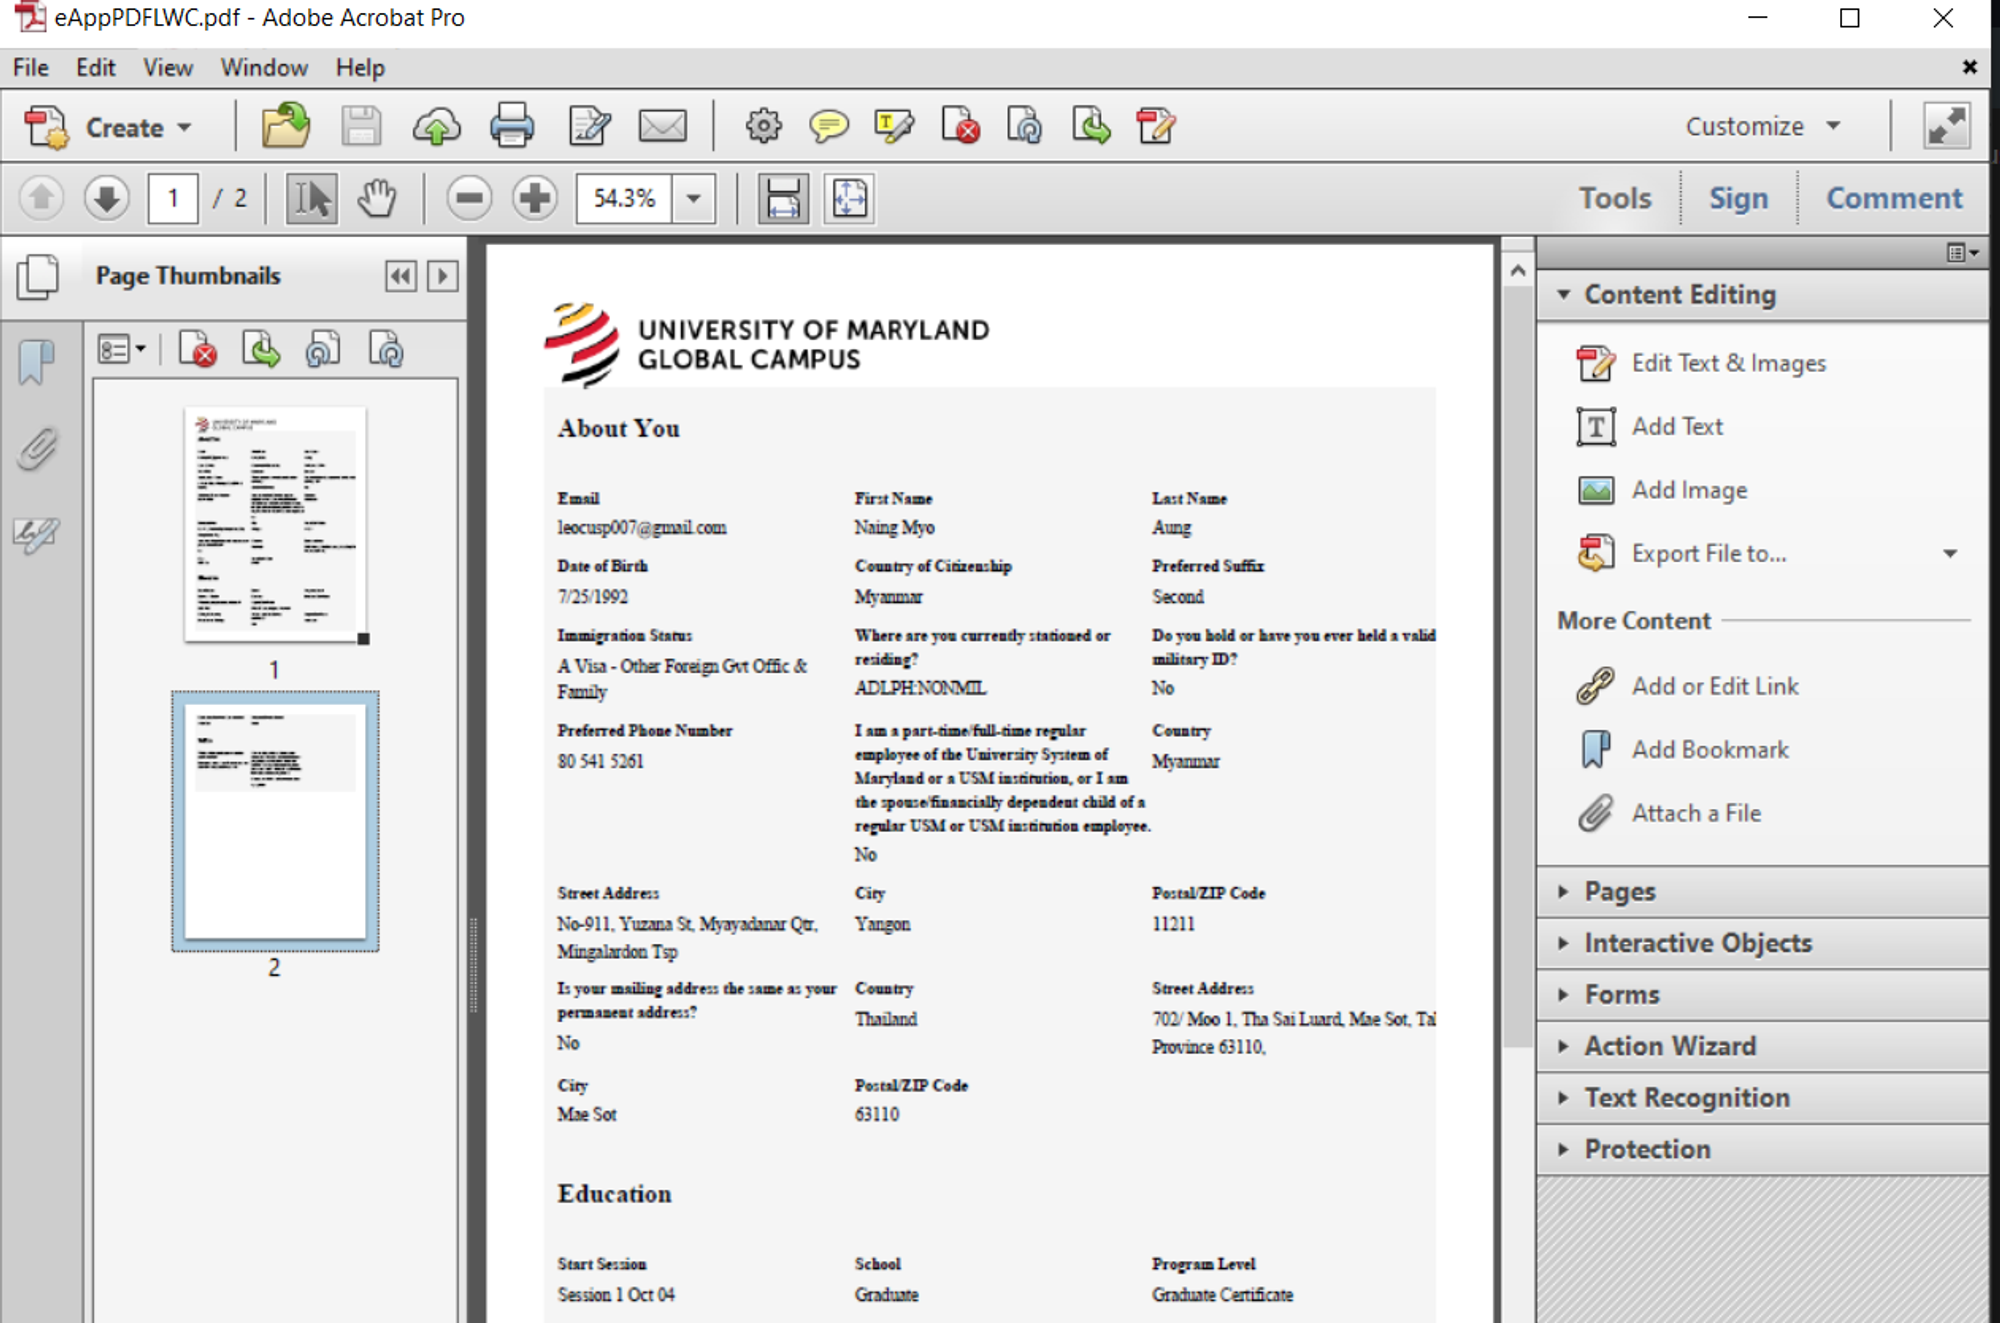 eAppPDFLWC.pdf - Adobe Acrobat Pro
File Edit View Window Help
Create
Customize
1 / 2
54.3%
Tools Sign Comment
Page Thumbnails
1
2
UNIVERSITY OF MARYLAND
GLOBAL CAMPUS
About You
Email First Name Last Name
leocusp007@gmail.com Naing Myo Aung
Date of Birth Country of Citizenship Preferred Suffix
7/25/1992 Myanmar Second
Immigration Status
A Visa - Other Foreign Gvt Offic &
Family
Where are you currently stationed or
residing?
ADLPH:NONMIL
Do you hold or have you ever held a valid
military ID?
No
Preferred Phone Number
80 541 5261
I am a part-time/full-time regular
employee of the University System of
Maryland or a USM institution, or I am
the spouse/financially dependent child of a
regular USM or USM institution employee.
No
Country
Myanmar
Street Address
No-911, Yuzana St, Myayadanar Qtr,
Mingalardon Tsp
City
Yangon
Postal/ZIP Code
11211
Is your mailing address the same as your
permanent address?
No
Country
Thailand
Street Address
702/ Moo 1, Tha Sai Luard, Mae Sot, Ta
Province 63110,
City
Mae Sot
Postal/ZIP Code
63110
Education
Start Session School Program Level
Session 1 Oct 04 Graduate Graduate Certificate
Content Editing
Edit Text & Images
T Add Text
Add Image
Export File to...
More Content
Add or Edit Link
Add Bookmark
Attach a File
Pages
Interactive Objects
Forms
Action Wizard
Text Recognition
Protection